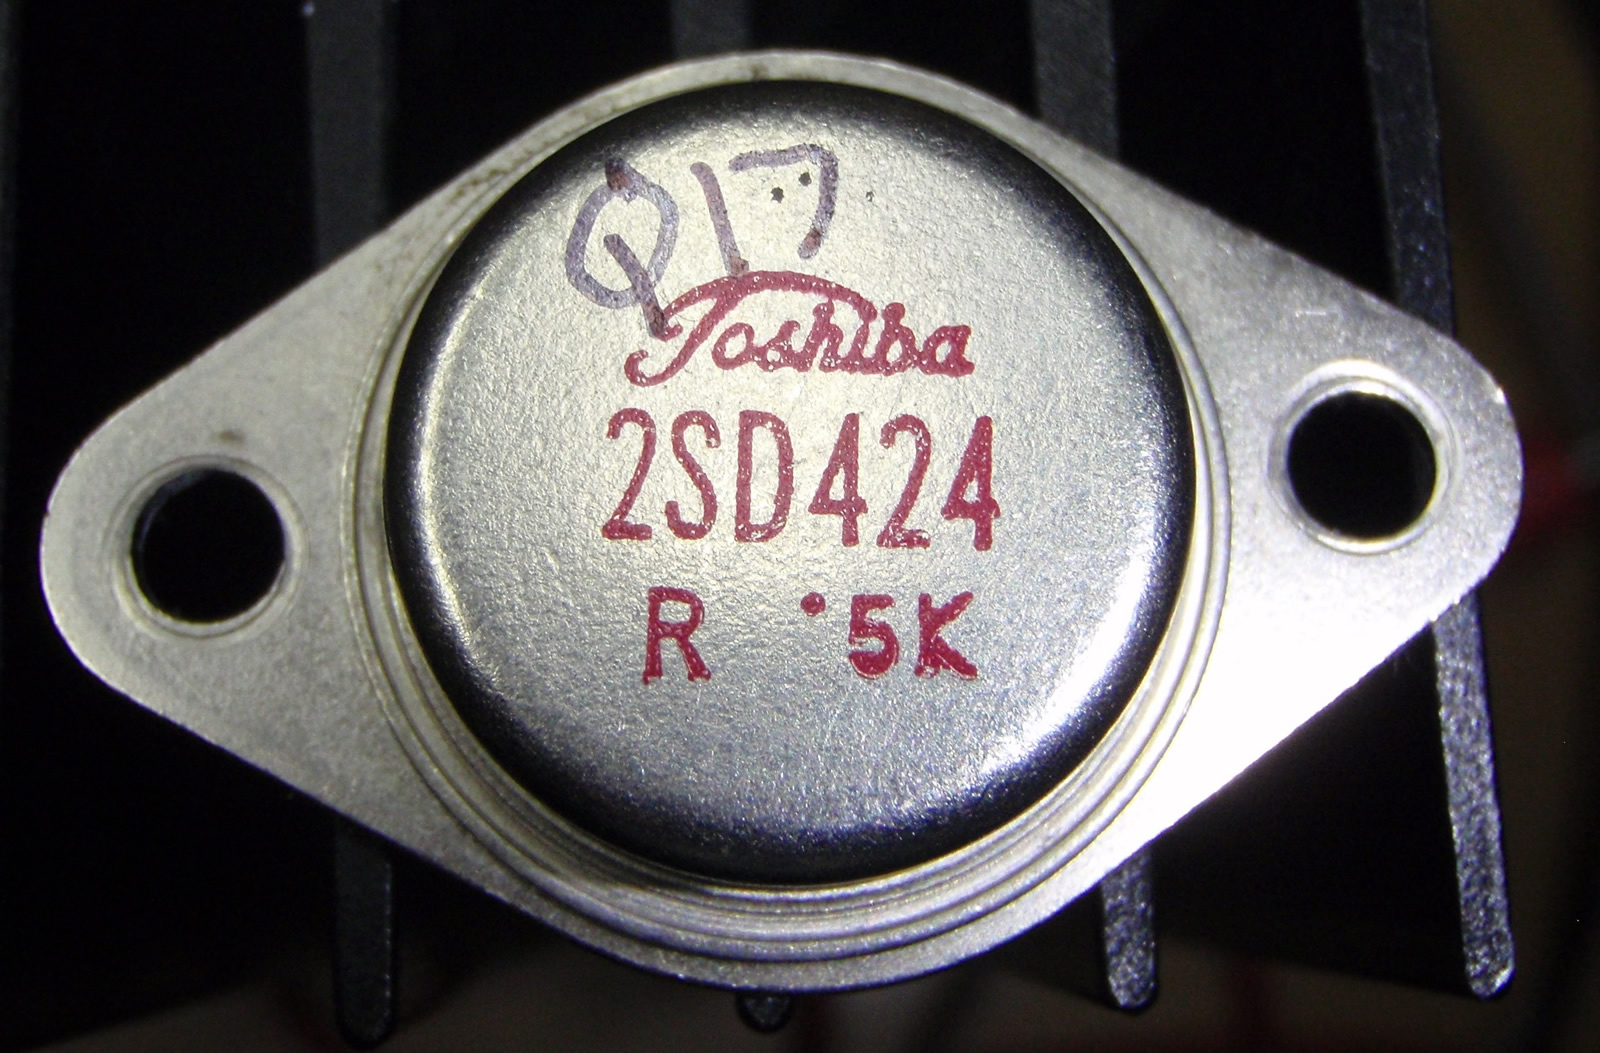 Q17
Toshiba
2SD424
R •5K